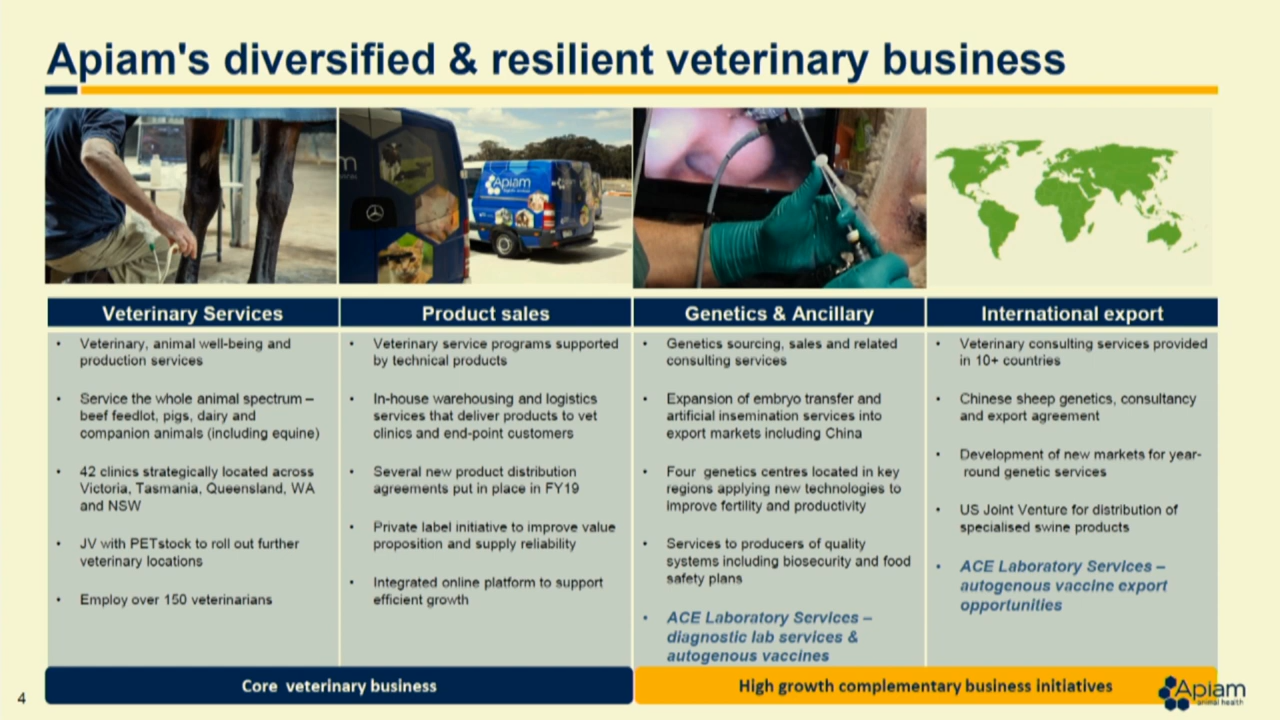 Apiam's diversified & resilient veterinary business
Apiam
Veterinary Services
• Veterinary, animal well-being and
production services
• Service the whole animal spectrum –
beef feedlot, pigs, dairy and
companion animals (including equine)
• 42 clinics strategically located across
Victoria, Tasmania, Queensland, WA
and NSW
• JV with PETstock to roll out further
veterinary locations
• Employ over 150 veterinarians
Product sales
• Veterinary service programs supported
by technical products
• In-house warehousing and logistics
services that deliver products to vet
clinics and end-point customers
• Several new product distribution
agreements put in place in FY19
• Private label initiative to improve value
proposition and supply reliability
• Integrated online platform to support
efficient growth
Genetics & Ancillary
• Genetics sourcing, sales and related
consulting services
• Expansion of embryo transfer and
artificial insemination services into
export markets including China
• Four genetics centres located in key
regions applying new technologies to
improve fertility and productivity
• Services to producers of quality
systems including biosecurity and food
safety plans
• ACE Laboratory Services –
diagnostic lab services &
autogenous vaccines
International export
• Veterinary consulting services provided
in 10+ countries
• Chinese sheep genetics, consultancy
and export agreement
• Development of new markets for year-
round genetic services
• US Joint Venture for distribution of
specialised swine products
• ACE Laboratory Services –
autogenous vaccine export
opportunities
Core veterinary business
High growth complementary business initiatives
Apiam
animal health
4